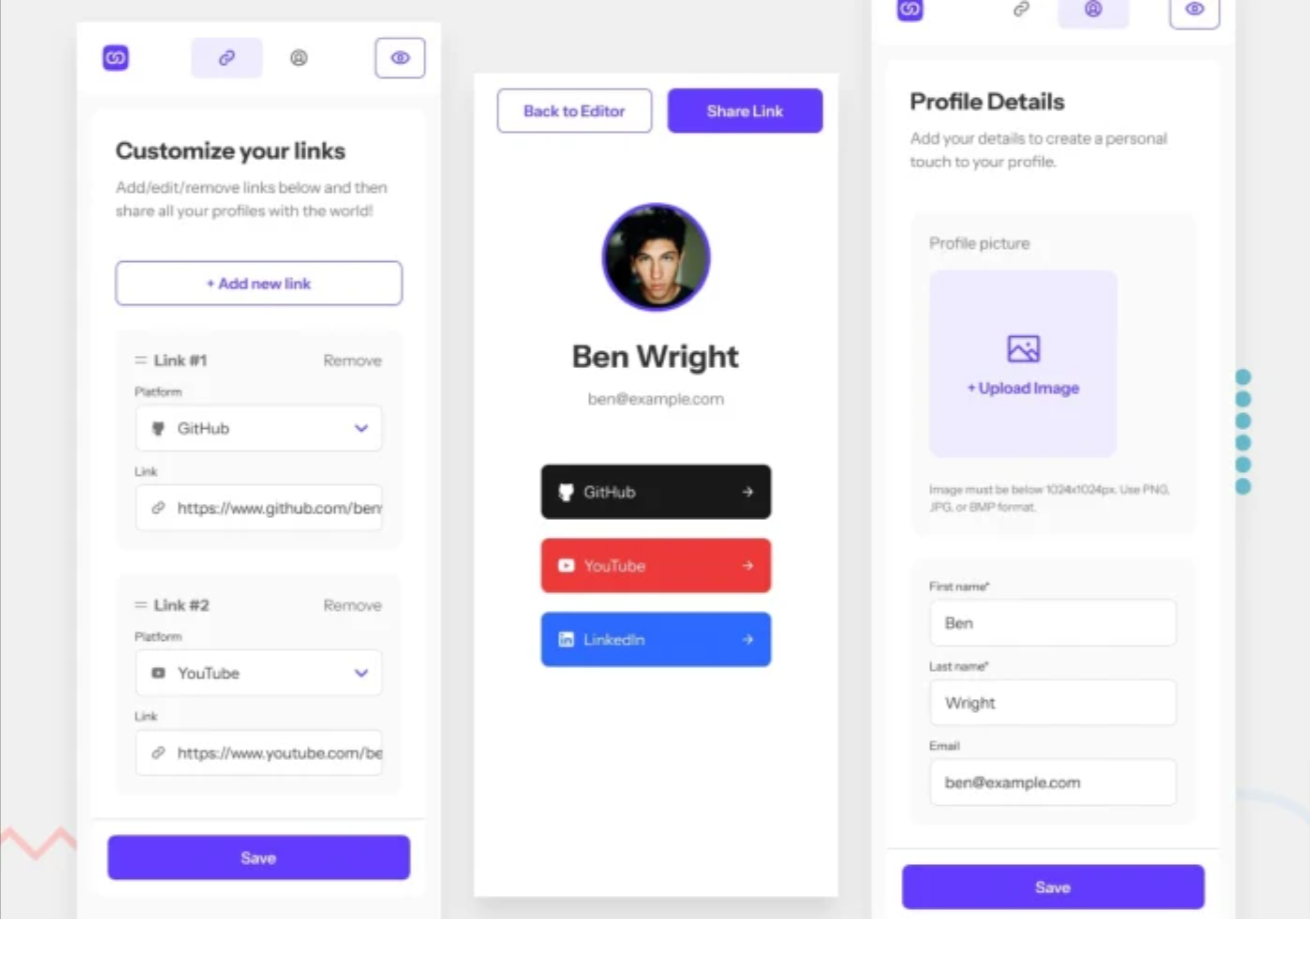 Customize your links
Add/edit/remove links below and then
share all your profiles with the world!
+ Add new link
Link #1
Remove
Platform
GitHub
Link
https://www.github.com/ben
Link #2
Remove
Platform
YouTube
Link
https://www.youtube.com/be
Save
Back to Editor
Share Link
Ben Wright
ben@example.com
GitHub
YouTube
LinkedIn
Profile Details
Add your details to create a personal
touch to your profile.
Profile picture
+ Upload Image
Image must be below 1024x1024px. Use PNG,
JPG, or BMP format.
First name*
Ben
Last name*
Wright
Email
ben@example.com
Save